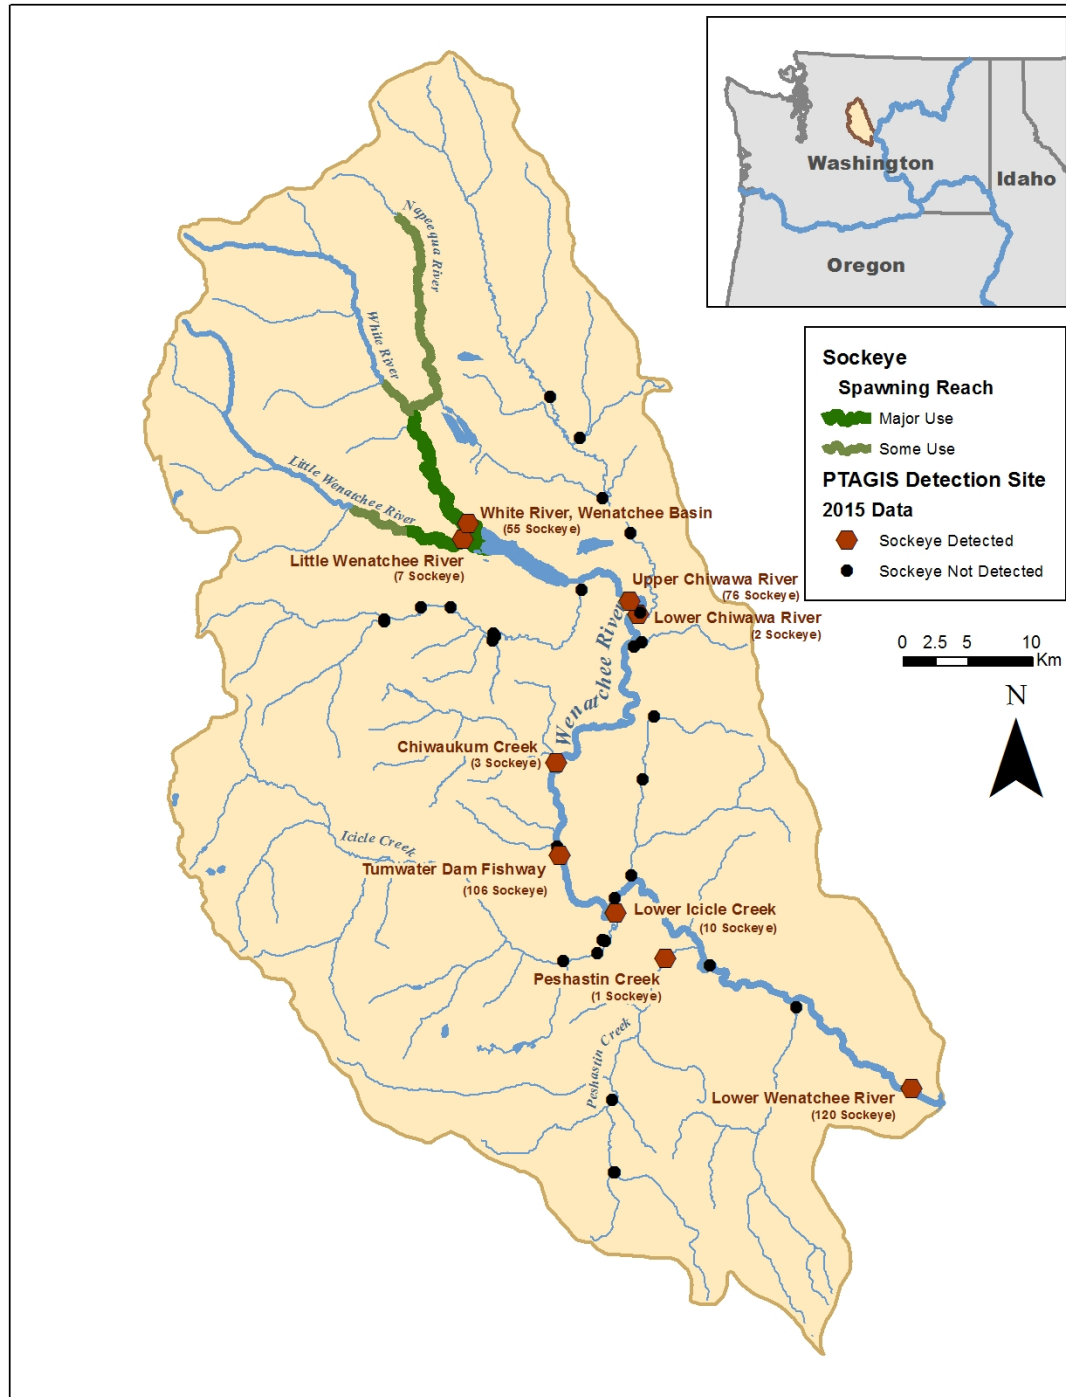 Washington
Idaho
Oregon
Sockeye
Spawning Reach
Major Use
Some Use
PTAGIS Detection Site
2015 Data
Sockeye Detected
Sockeye Not Detected
0 2.5 5 10
Km
N
Napeequa River
White River
Little Wenatchee River
White River, Wenatchee Basin
(55 Sockeye)
Little Wenatchee River
(7 Sockeye)
Upper Chiwawa River
(76 Sockeye)
Lower Chiwawa River
(2 Sockeye)
Wenatchee River
Chiwaukum Creek
(3 Sockeye)
Icicle Creek
Tumwater Dam Fishway
(106 Sockeye)
Lower Icicle Creek
(10 Sockeye)
Peshastin Creek
(1 Sockeye)
Peshastin Creek
Lower Wenatchee River
(120 Sockeye)